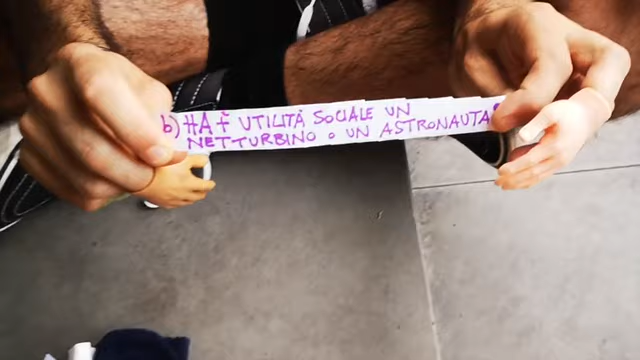 b) HA + UTILITÀ SOCIALE UN
NETTURBINO O UN ASTRONAUTA?